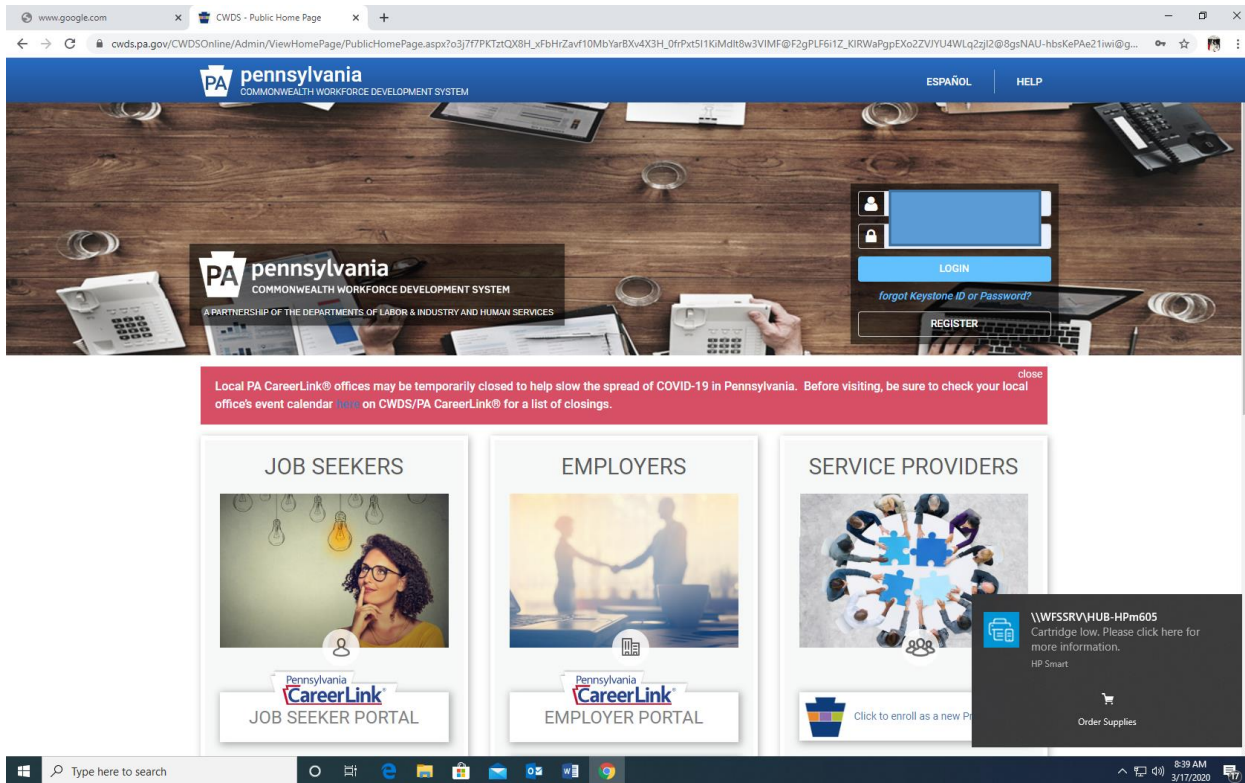 www.google.com
CWDS - Public Home Page
cwds.pa.gov/CWDSOnline/Admin/ViewHomePage/PublicHomePage.aspx?o3j7f7PKTztQX8H_xFbHrZavf10MbYarBXv4X3H_0frPxt5I1KiMdIt8w3VIMF@F2gPLF6i1Z_KIRWaPgpEXo2ZVJYU4WLq2zjI2@8gsNAU-hbsKePAe21iwi@g...
PA pennsylvania
COMMONWEALTH WORKFORCE DEVELOPMENT SYSTEM
ESPAÑOL
HELP
PA pennsylvania
COMMONWEALTH WORKFORCE DEVELOPMENT SYSTEM
A PARTNERSHIP OF THE DEPARTMENTS OF LABOR & INDUSTRY AND HUMAN SERVICES
LOGIN
forgot Keystone ID or Password?
REGISTER
close
Local PA CareerLink® offices may be temporarily closed to help slow the spread of COVID-19 in Pennsylvania. Before visiting, be sure to check your local
office's event calendar here on CWDS/PA CareerLink® for a list of closings.
JOB SEEKERS
Pennsylvania
CareerLink®
JOB SEEKER PORTAL
EMPLOYERS
Pennsylvania
CareerLink®
EMPLOYER PORTAL
SERVICE PROVIDERS
Click to enroll as a new
\\WFSSRV\HUB-HPm605
Cartridge low. Please click here for
more information.
HP Smart
Order Supplies
Type here to search
8:39 AM
3/17/2020
17